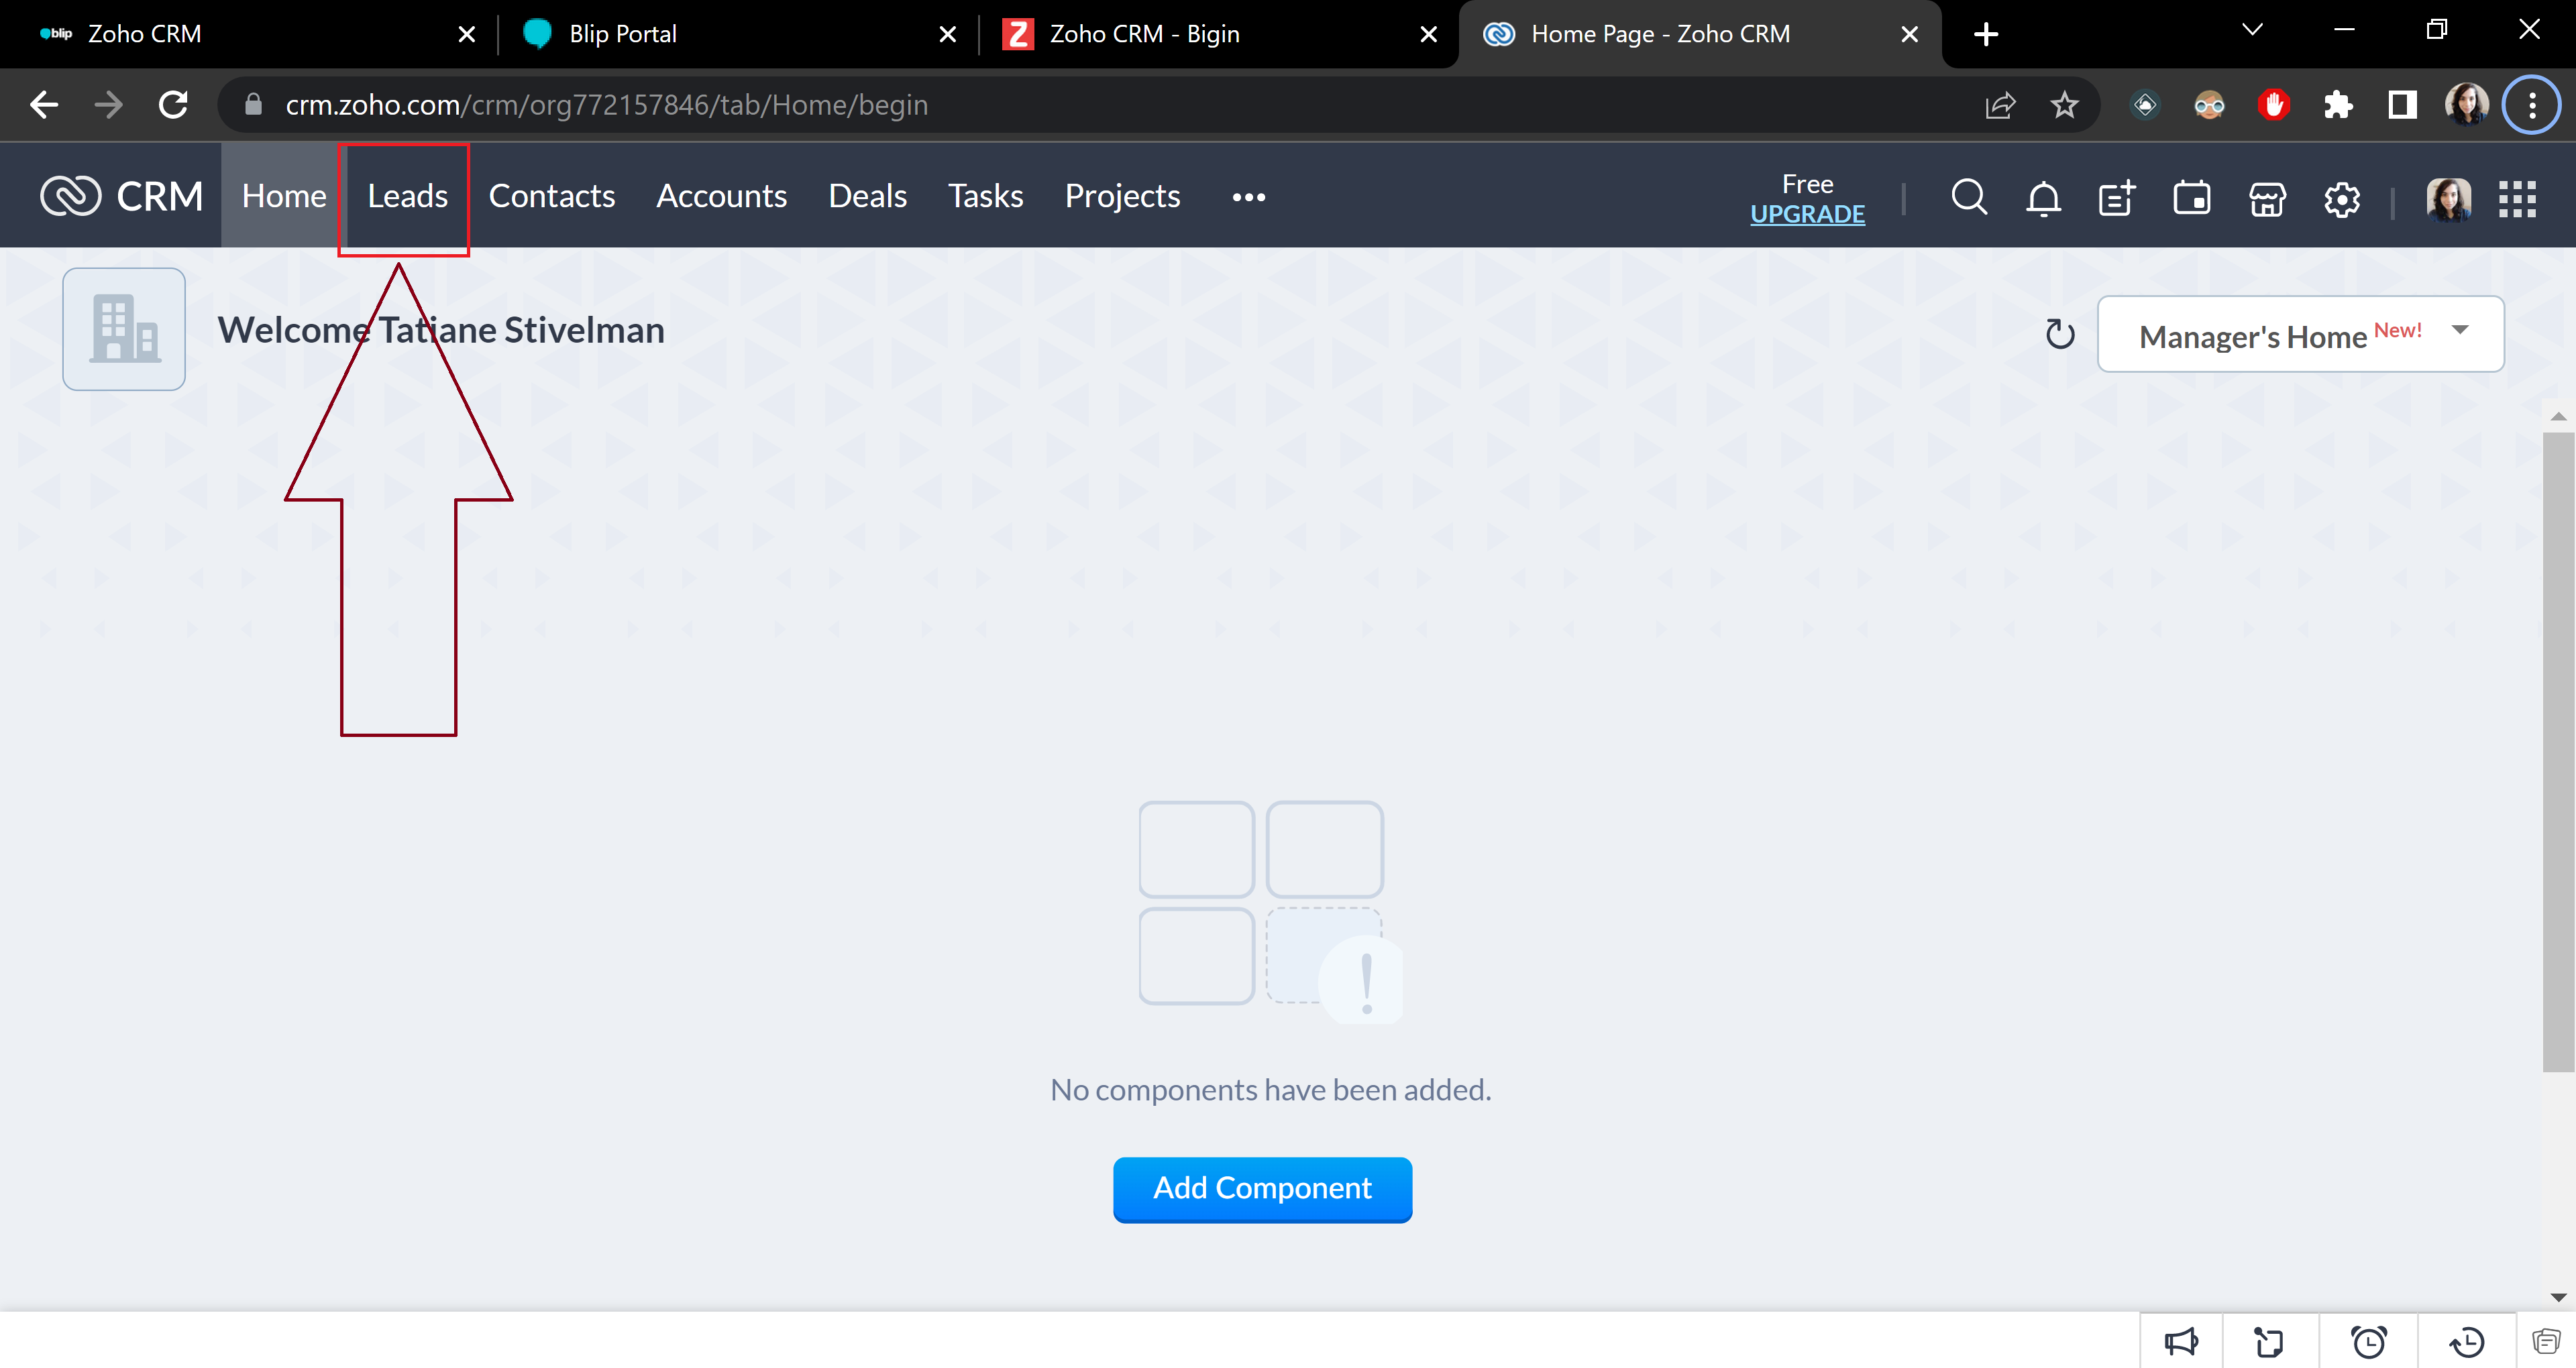 blip Zoho CRM
Blip Portal
Z Zoho CRM - Bigin
Home Page - Zoho CRM
crm.zoho.com/crm/org772157846/tab/Home/begin
CRM Home Leads Contacts Accounts Deals Tasks Projects
Free
UPGRADE
Welcome Tatiane Stivelman
Manager's Home New!
No components have been added.
Add Component